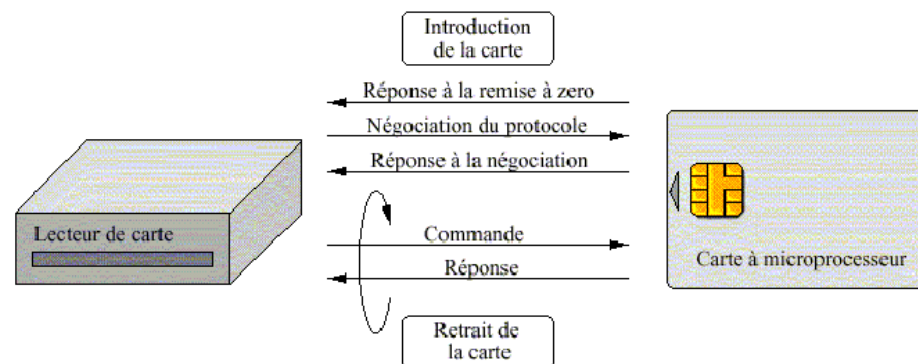 Introduction
de la carte
Réponse à la remise à zero
Négociation du protocole
Réponse à la négociation
Lecteur de carte
Commande
Réponse
Carte à microprocesseur
Retrait de
la carte